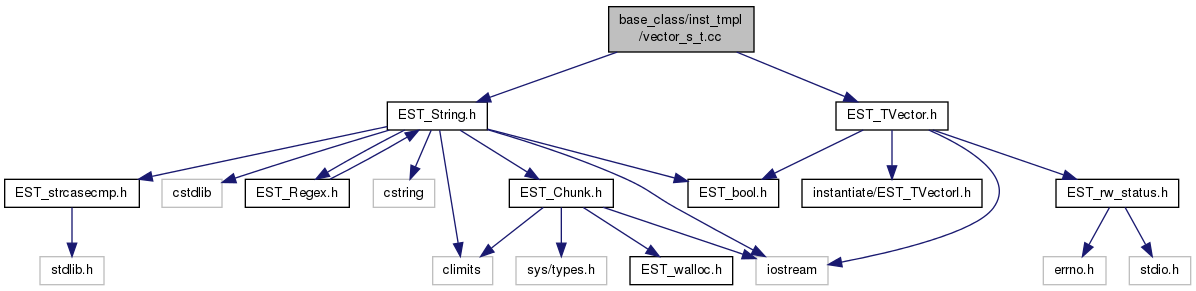 base_class/inst_tmpl
/vector_s_t.cc
EST_String.h
EST_TVector.h
EST_strcasecmp.h
cstdlib
EST_Regex.h
cstring
EST_Chunk.h
EST_bool.h
instantiate/EST_TVectorI.h
EST_rw_status.h
stdlib.h
climits
sys/types.h
EST_walloc.h
iostream
errno.h
stdio.h